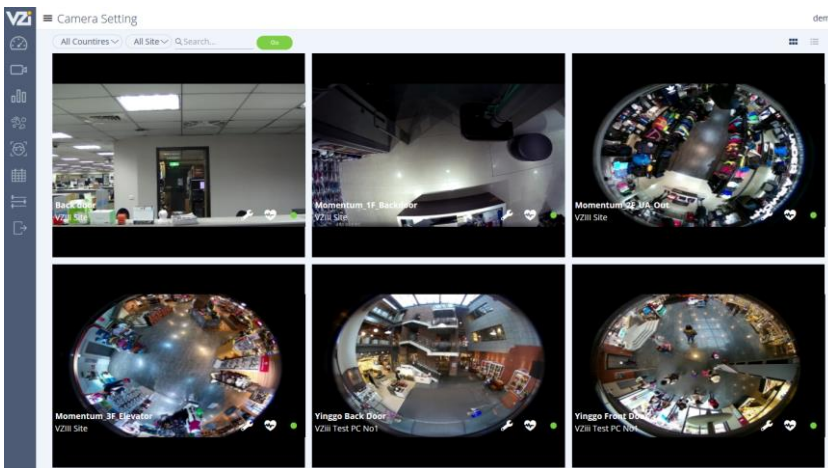 VZi
Camera Setting
dem
All Countires
All Site
Search...
Go
Back door
VZiii Site
Momentum_1F_Backdoor
VZiii Site
Momentum_2F_UA_Out
VZIII Site
Momentum_3F_Elevator
VZIII Site
Yinggo Back Door
VZiii Test PC No1
Yinggo Front Door
VZiii Test PC No1